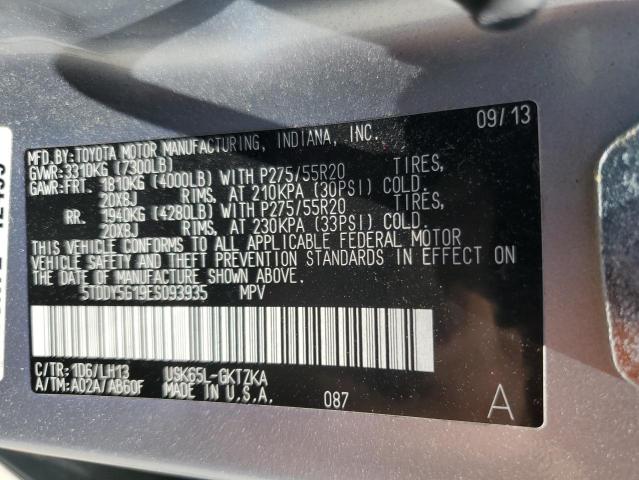 09/13
MFD.BY:TOYOTA MOTOR MANUFACTURING, INDIANA, INC.
GVWR:3310KG (7300LB)
GAWR:FRT. 1810KG (4000LB) WITH P275/55R20 TIRES,
20X8J RIMS, AT 210KPA (30PSI) COLD.
RR. 1940KG (4280LB) WITH P275/55R20 TIRES,
20X8J RIMS, AT 230KPA (33PSI) COLD.
THIS VEHICLE CONFORMS TO ALL APPLICABLE FEDERAL MOTOR
VEHICLE SAFETY AND THEFT PREVENTION STANDARDS IN EFFECT ON
THE DATE OF MANUFACTURE SHOWN ABOVE.
5TDDY5G19ES093935 MPV
C/TR:1D6/LH13 USK65L-GKTZKA
A/TM:A02A/AB60F MADE IN U.S.A. 087 A